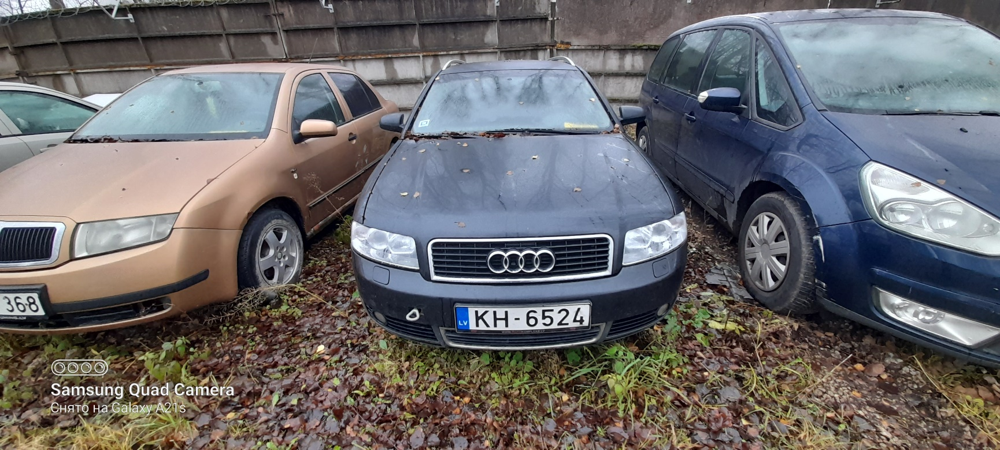 368
LV KH-6524
Samsung Quad Camera
Снято на Galaxy A21s